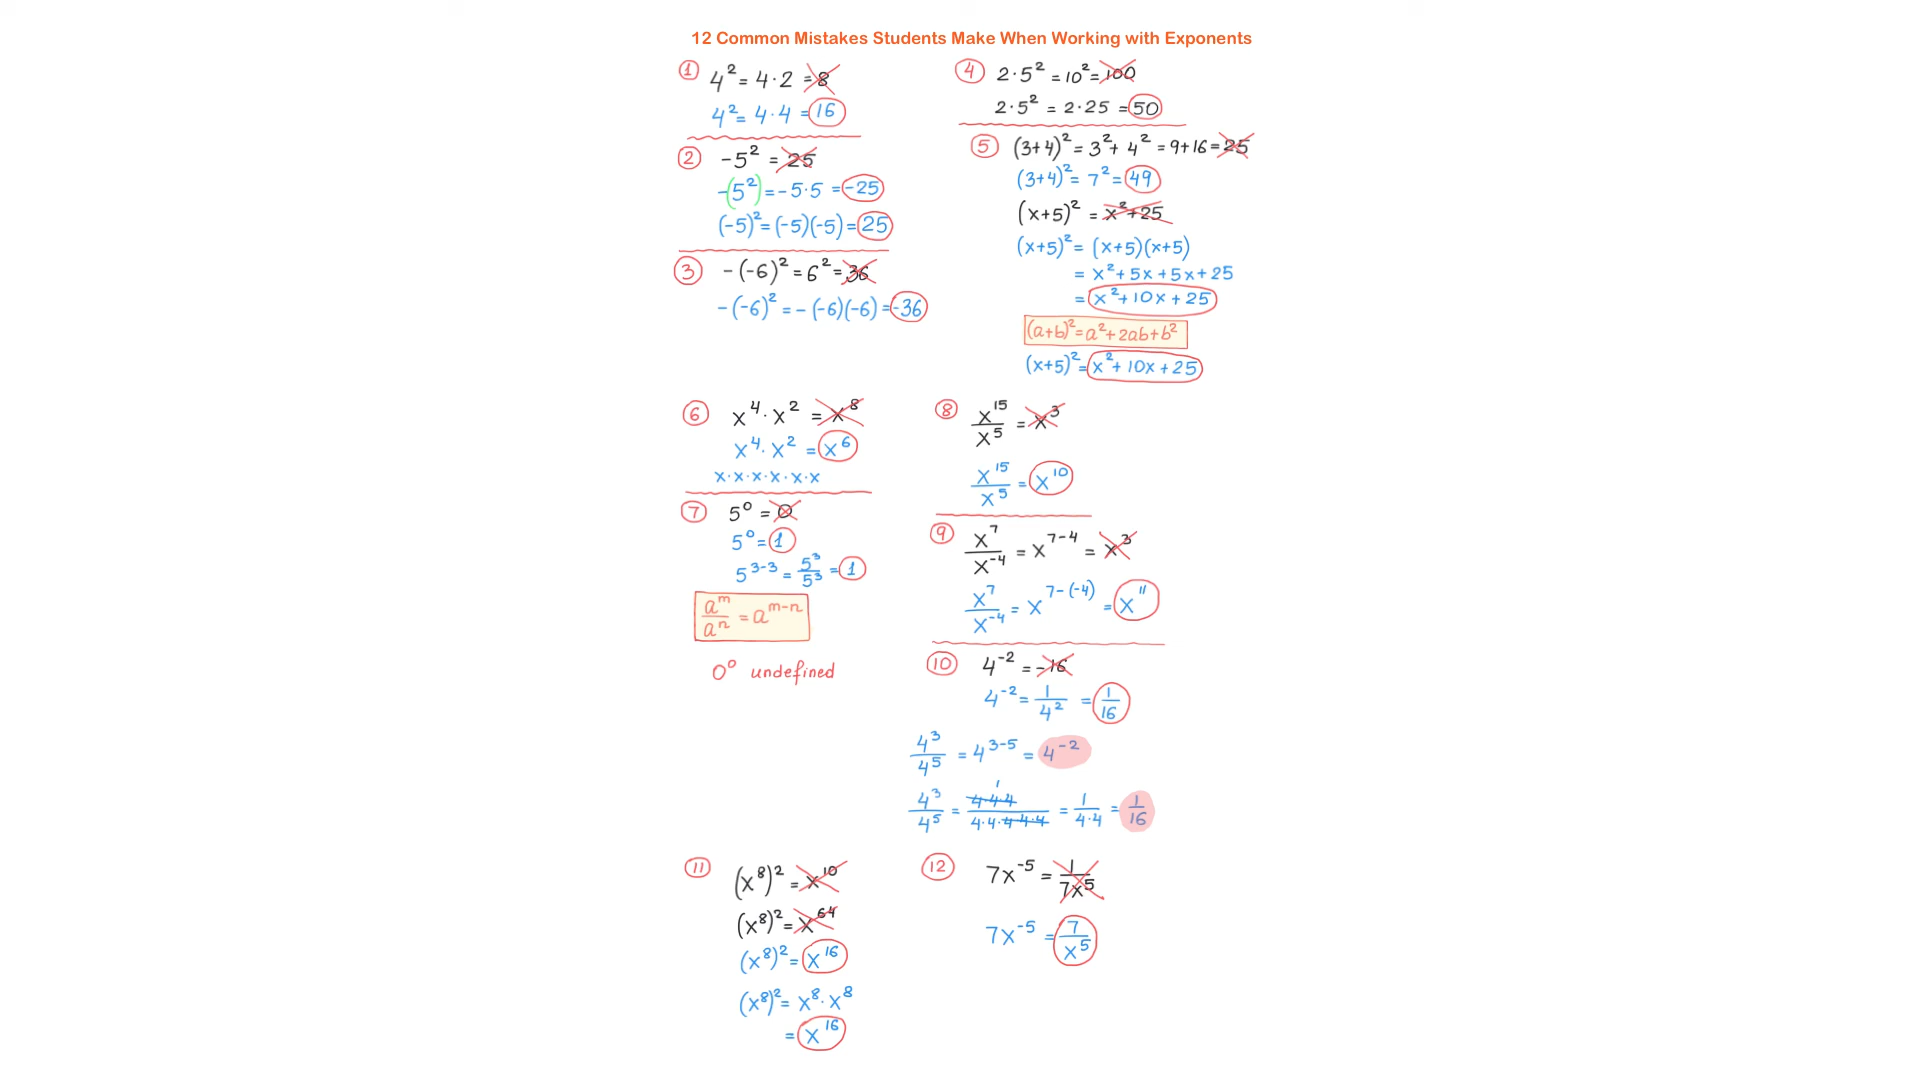 12 Common Mistakes Students Make When Working with Exponents
1
4² = 4 · 2 = 8
4² = 4 · 4 = 16
2
-5² = 25
-(5²) = -5·5 = -25
(-5)² = (-5)(-5) = 25
3
-(-6)² = 6² = 36
-(-6)² = -(-6)(-6) = -36
4
2·5² = 10² = 100
2·5² = 2·25 = 50
5
(3+4)² = 3² + 4² = 9+16 = 25
(3+4)² = 7² = 49
(x+5)² = x²+25
(x+5)² = (x+5)(x+5)
= x²+5x+5x+25
= x²+10x+25
(a+b)² = a²+2ab+b²
(x+5)² = x²+10x+25
6
x⁴ · x² = x⁸
x⁴ · x² = x⁶
x·x·x·x·x·x
7
5⁰ = 0
5⁰ = 1
5³⁻³ = 5³/5³ = 1
aᵐ/aⁿ = aᵐ⁻ⁿ
0⁰ undefined
8
x¹⁵/x⁵ = x³
x¹⁵/x⁵ = x¹⁰
9
x⁷/x⁻⁴ = x⁷⁻⁴ = x³
x⁷/x⁻⁴ = x⁷⁻⁽⁻⁴⁾ = x¹¹
10
4⁻² = -16
4⁻² = 1/4² = 1/16
4³/4⁵ = 4³⁻⁵ = 4⁻²
1
4³/4⁵ = 4·4·4/4·4·4·4·4 = 1/4·4 = 1/16
11
(x⁸)² = x¹⁰
(x⁸)² = x⁶⁴
(x⁸)² = x¹⁶
(x⁸)² = x⁸·x⁸
= x¹⁶
12
7x⁻⁵ = 1/7x⁵
7x⁻⁵ = 7/x⁵